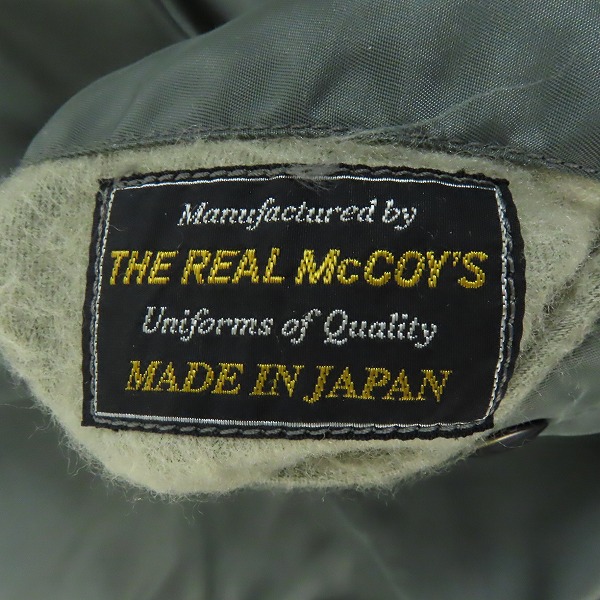 Manufactured by
THE REAL McCOY'S
Uniforms of Quality
MADE IN JAPAN